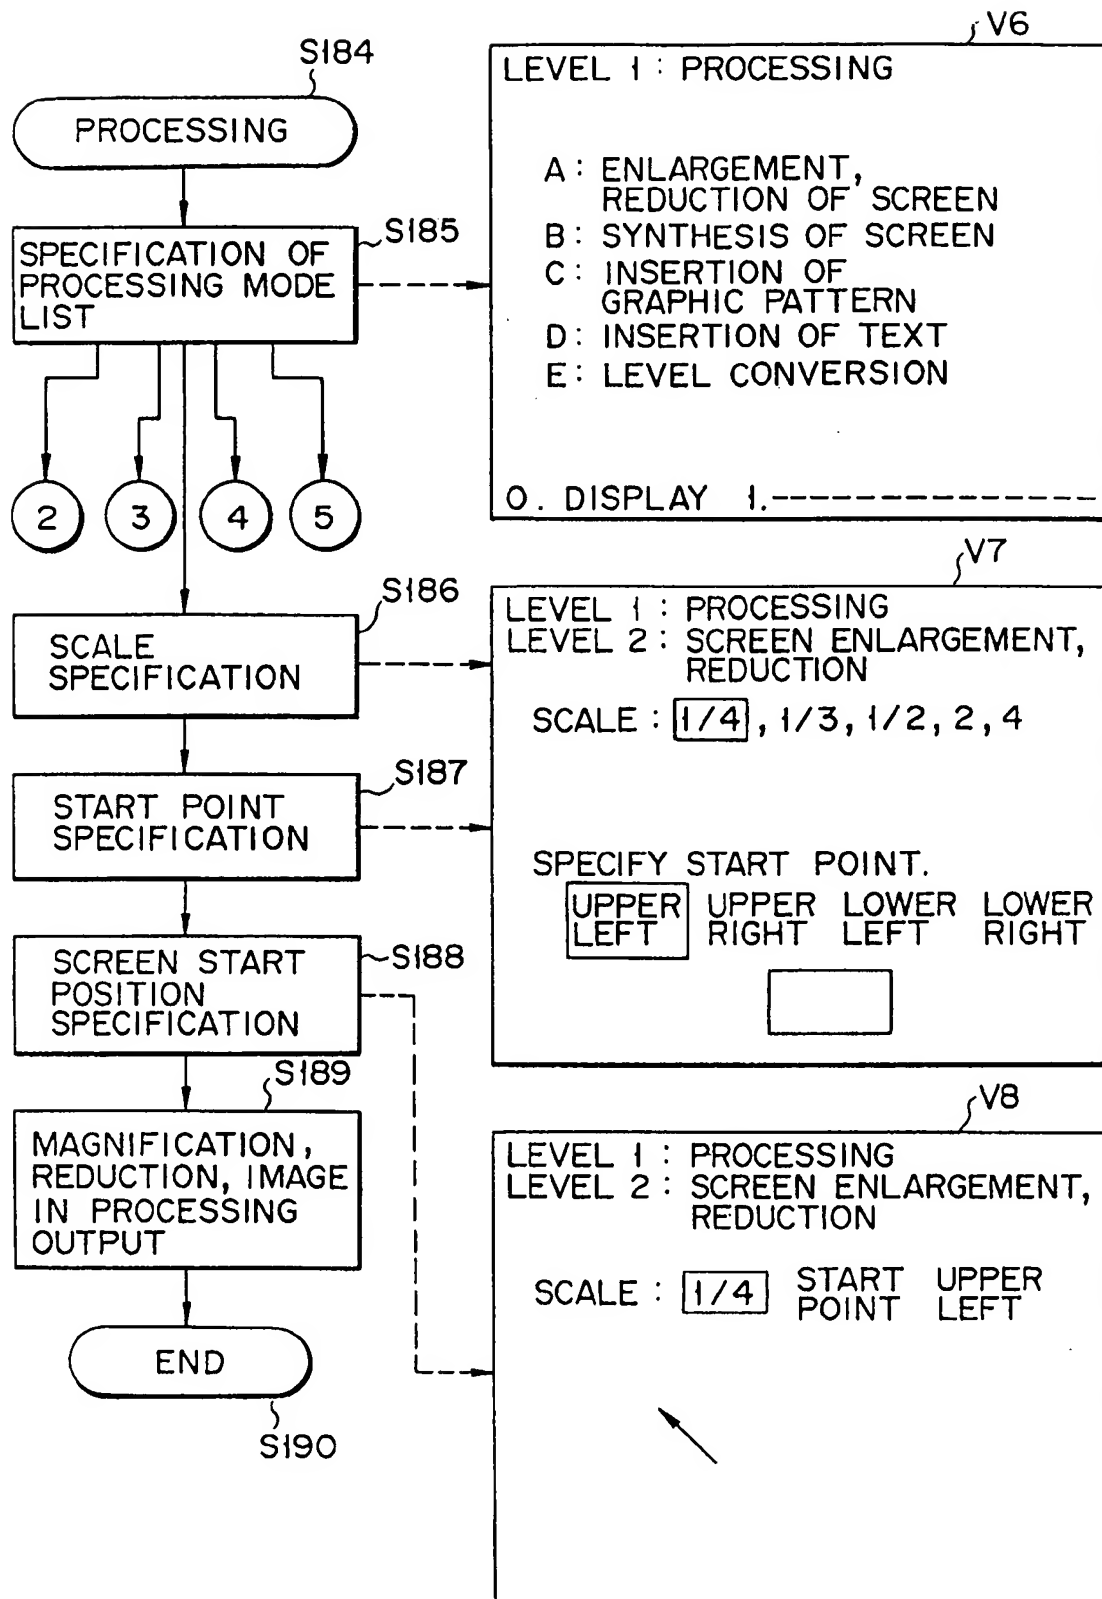 S184
PROCESSING
S185
SPECIFICATION OF
PROCESSING MODE
LIST
2
3
4
5
S186
SCALE
SPECIFICATION
S187
START POINT
SPECIFICATION
S188
SCREEN START
POSITION
SPECIFICATION
S189
MAGNIFICATION,
REDUCTION, IMAGE
IN PROCESSING
OUTPUT
END
S190
V6
LEVEL 1 : PROCESSING
A : ENLARGEMENT,
REDUCTION OF SCREEN
B : SYNTHESIS OF SCREEN
C : INSERTION OF
GRAPHIC PATTERN
D : INSERTION OF TEXT
E : LEVEL CONVERSION
0. DISPLAY 1.--------------
V7
LEVEL 1 : PROCESSING
LEVEL 2 : SCREEN ENLARGEMENT,
REDUCTION
SCALE : 1/4, 1/3, 1/2, 2, 4
SPECIFY START POINT.
UPPER UPPER LOWER LOWER
LEFT RIGHT LEFT RIGHT
V8
LEVEL 1 : PROCESSING
LEVEL 2 : SCREEN ENLARGEMENT,
REDUCTION
SCALE : 1/4 START UPPER
POINT LEFT